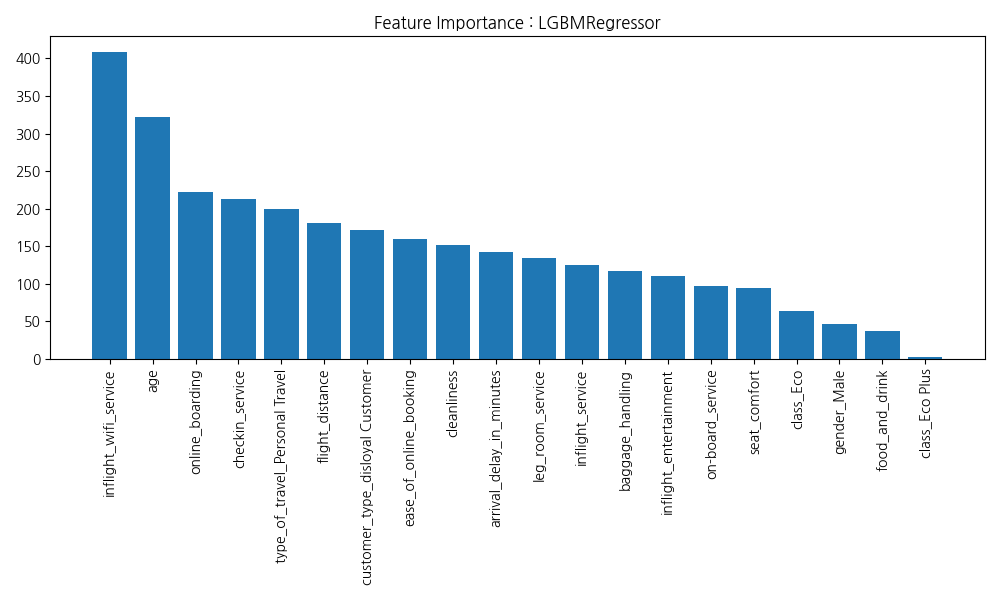 Feature Importance : LGBMRegressor
400
350
300
250
200
150
100
50
0
inflight_wifi_service
age
online_boarding
checkin_service
type_of_travel_Personal Travel
flight_distance
customer_type_disloyal Customer
ease_of_online_booking
cleanliness
arrival_delay_in_minutes
leg_room_service
inflight_service
baggage_handling
inflight_entertainment
on-board_service
seat_comfort
class_Eco
gender_Male
food_and_drink
class_Eco Plus